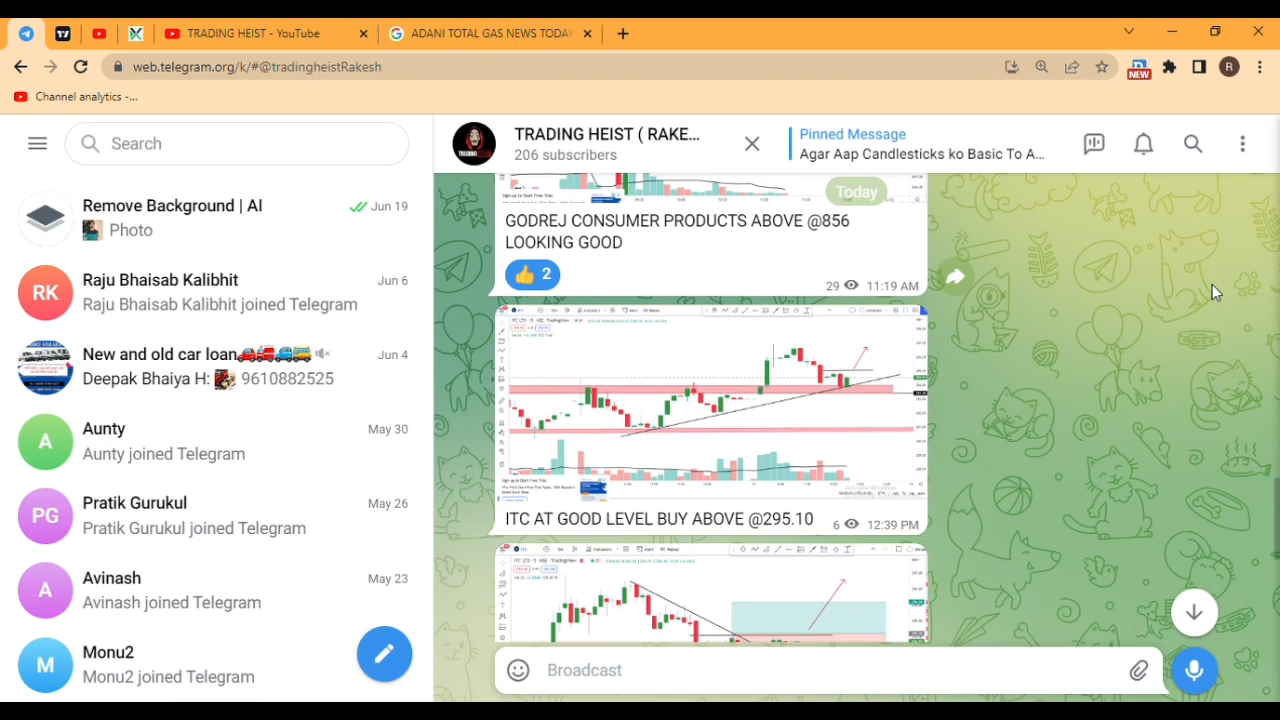 TRADING HEIST - YouTube
ADANI TOTAL GAS NEWS TODAY
web.telegram.org/k/#@tradingheistRakesh
NEW
R
Channel analytics -...
Search
TRADING HEIST ( RAKE...
206 subscribers
Pinned Message
Agar Aap Candlesticks ko Basic To A...
Remove Background | AI
Jun 19
Photo
RK
Raju Bhaisab Kalibhit
Jun 6
Raju Bhaisab Kalibhit joined Telegram
New and old car loan
Jun 4
Deepak Bhaiya H: 9610882525
A
Aunty
May 30
Aunty joined Telegram
PG
Pratik Gurukul
May 26
Pratik Gurukul joined Telegram
A
Avinash
May 23
Avinash joined Telegram
M
Monu2
Monu2 joined Telegram
Today
GODREJ CONSUMER PRODUCTS ABOVE @856
LOOKING GOOD
👍 2
29 11:19 AM
ITC AT GOOD LEVEL BUY ABOVE @295.10
6 12:39 PM
Broadcast